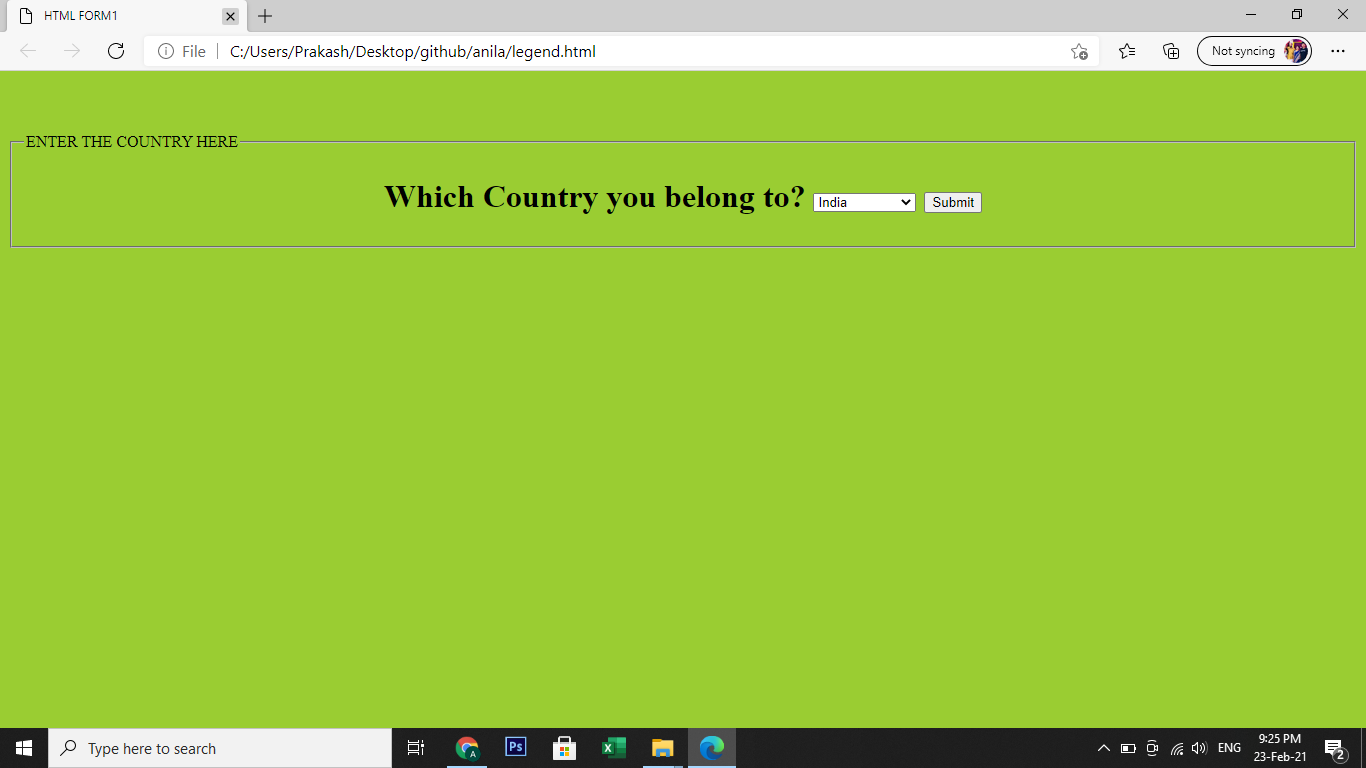 HTML FORM1
File
C:/Users/Prakash/Desktop/github/anila/legend.html
Not syncing
ENTER THE COUNTRY HERE
Which Country you belong to? India Submit
Type here to search
A
Ps
ENG
9:25 PM
23-Feb-21
2